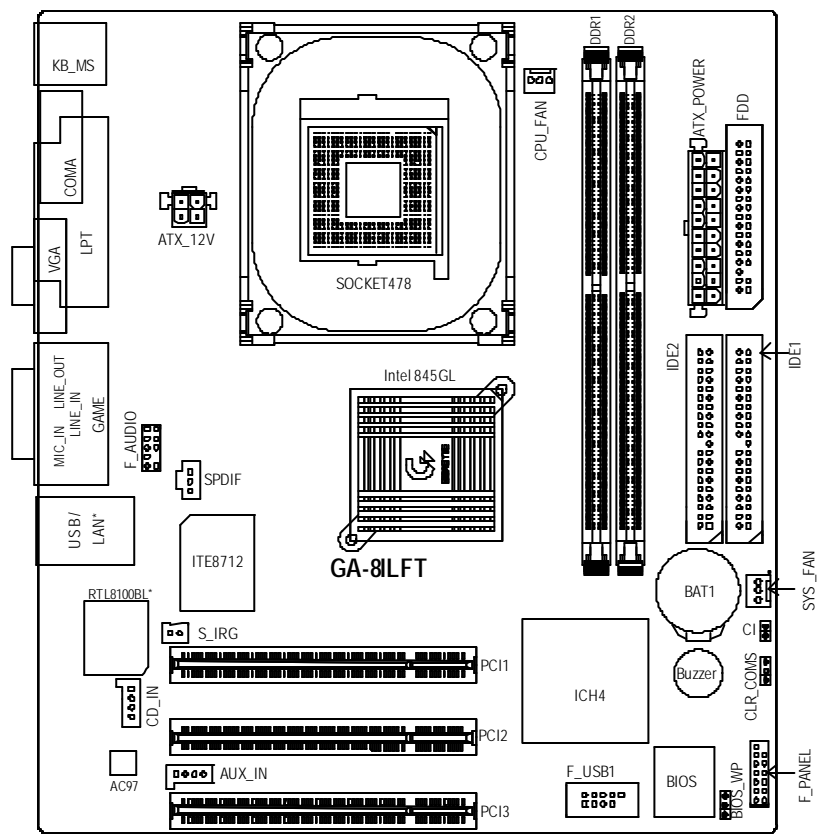 KB_MS
COMA
LPT
VGA
ATX_12V
SOCKET478
CPU_FAN
DDR1
DDR2
ATX_POWER
FDD
IDE2
IDE1
Intel 845GL
GA-8ILFT
MIC_IN
LINE_OUT
LINE_IN
GAME
F_AUDIO
SPDIF
USB/
LAN*
ITE8712
RTL8100BL*
S_IRG
BAT1
SYS_FAN
CI
Buzzer
CLR_COMS
ICH4
PCI1
CD_IN
PCI2
AC97
AUX_IN
F_USB1
BIOS
BIOS_WP
F_PANEL
PCI3